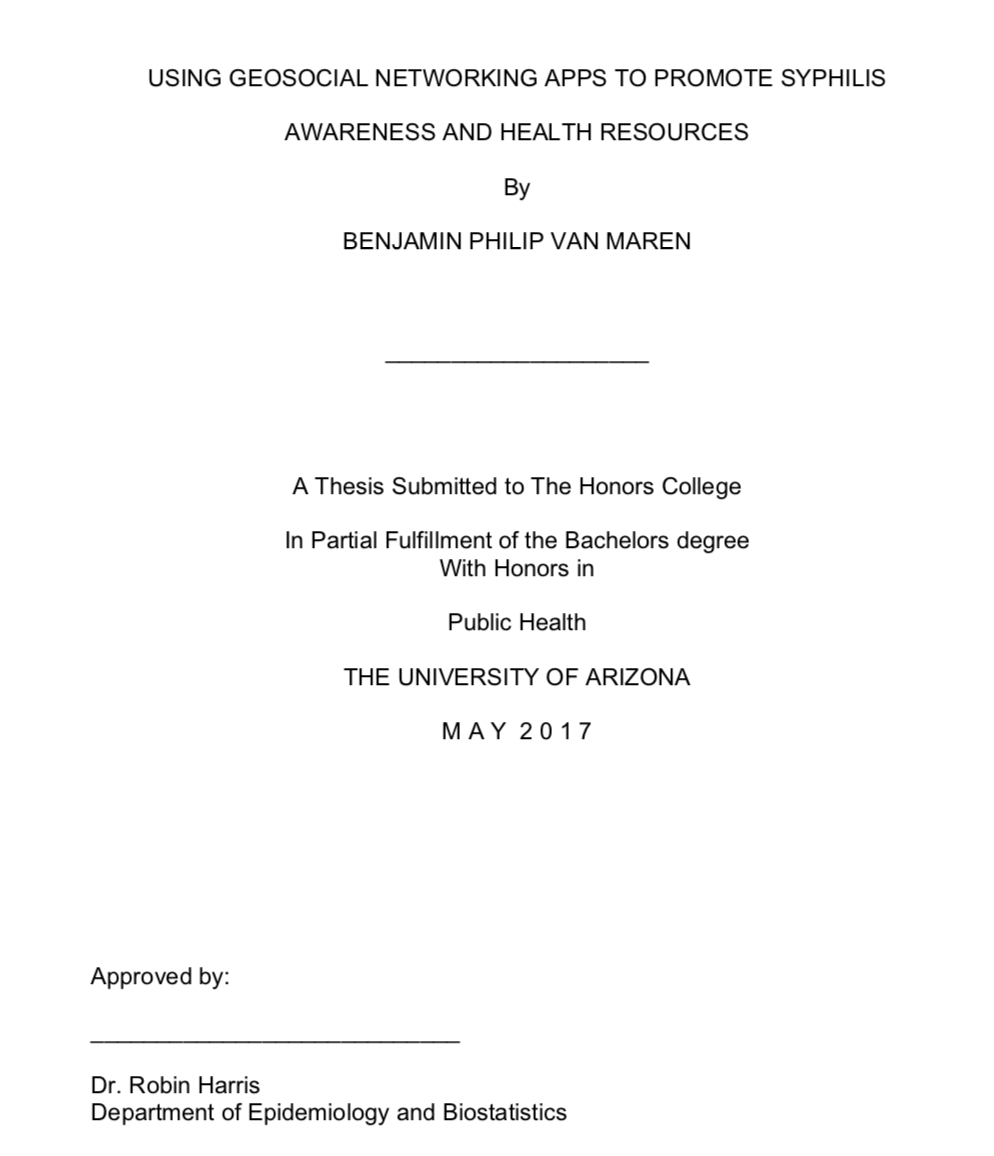 USING GEOSOCIAL NETWORKING APPS TO PROMOTE SYPHILIS
AWARENESS AND HEALTH RESOURCES
By
BENJAMIN PHILIP VAN MAREN
____________________
A Thesis Submitted to The Honors College
In Partial Fulfillment of the Bachelors degree
With Honors in
Public Health
THE UNIVERSITY OF ARIZONA
M A Y 2 0 1 7
Approved by:
____________________________
Dr. Robin Harris
Department of Epidemiology and Biostatistics